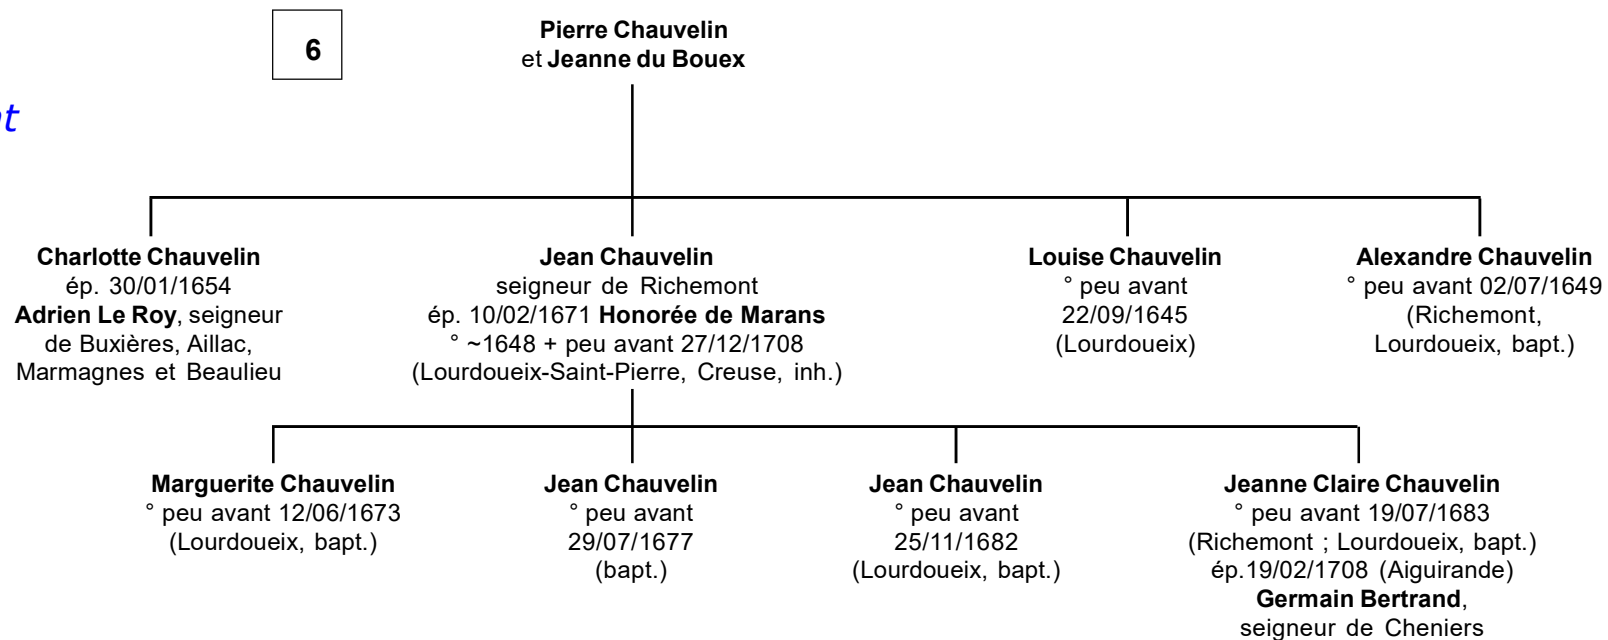 6
Pierre Chauvelin
et Jeanne du Bouex
Charlotte Chauvelin
ép. 30/01/1654
Adrien Le Roy, seigneur
de Buxières, Aillac,
Marmagnes et Beaulieu
Jean Chauvelin
seigneur de Richemont
ép. 10/02/1671 Honorée de Marans
° ~1648 + peu avant 27/12/1708
(Lourdoueix-Saint-Pierre, Creuse, inh.)
Louise Chauvelin
° peu avant
22/09/1645
(Lourdoueix)
Alexandre Chauvelin
° peu avant 02/07/1649
(Richemont,
Lourdoueix, bapt.)
Marguerite Chauvelin
° peu avant 12/06/1673
(Lourdoueix, bapt.)
Jean Chauvelin
° peu avant
29/07/1677
(bapt.)
Jean Chauvelin
° peu avant
25/11/1682
(Lourdoueix, bapt.)
Jeanne Claire Chauvelin
° peu avant 19/07/1683
(Richemont ; Lourdoueix, bapt.)
ép.19/02/1708 (Aiguirande)
Germain Bertrand,
seigneur de Cheniers